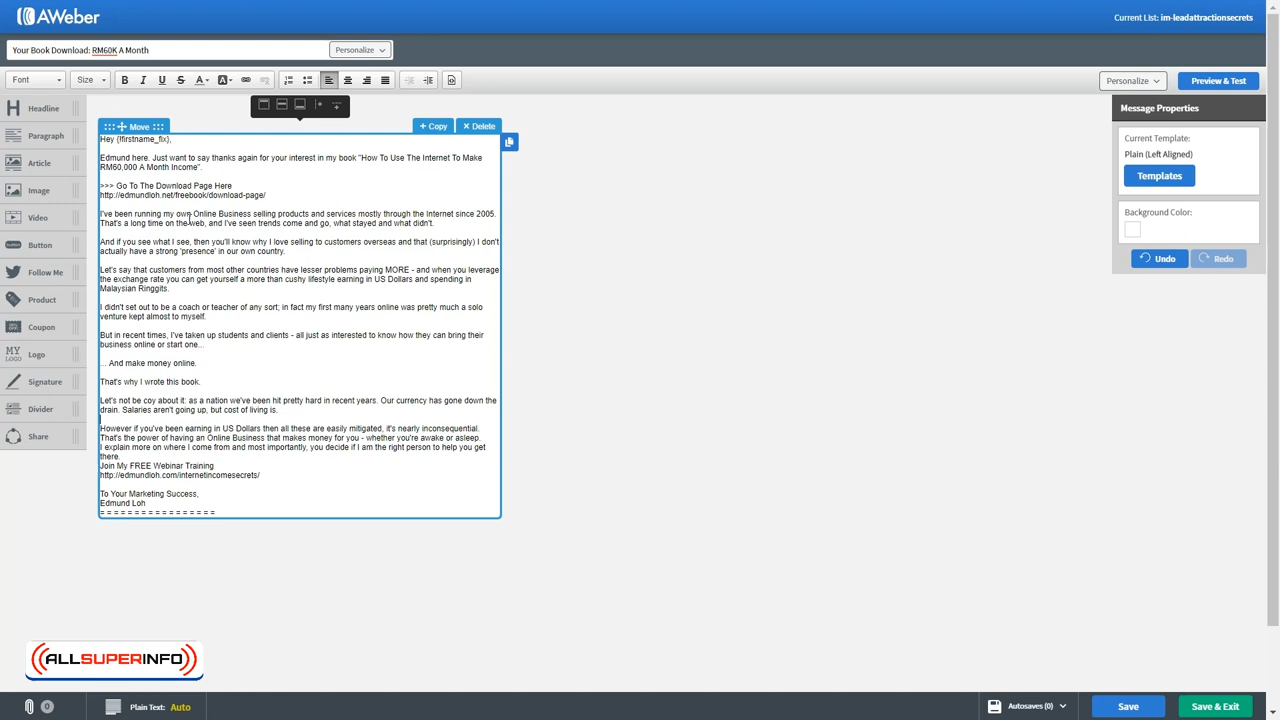 AWeber
Current List: im-leadattractionsecrets
Your Book Download: RM60K A Month
Personalize
Font
Size
B
I
U
S
A
A
Personalize
Preview & Test
Headline
Paragraph
Article
Image
Video
Button
Follow Me
Product
Coupon
MY LOGO
Logo
Signature
Divider
Share
Move
+ Copy
× Delete
Hey {!firstname_fix},
Edmund here. Just want to say thanks again for your interest in my book "How To Use The Internet To Make
RM60,000 A Month Income".
>>> Go To The Download Page Here
http://edmundloh.net/freebook/download-page/
I've been running my own Online Business selling products and services mostly through the Internet since 2005.
That's a long time on the web, and I've seen trends come and go, what stayed and what didn't.
And if you see what I see, then you'll know why I love selling to customers overseas and that (surprisingly) I don't
actually have a strong 'presence' in our own country.
Let's say that customers from most other countries have lesser problems paying MORE - and when you leverage
the exchange rate you can get yourself a more than cushy lifestyle earning in US Dollars and spending in
Malaysian Ringgits.
I didn't set out to be a coach or teacher of any sort; in fact my first many years online was pretty much a solo
venture kept almost to myself.
But in recent times, I've taken up students and clients - all just as interested to know how they can bring their
business online or start one...
... And make money online.
That's why I wrote this book.
Let's not be coy about it: as a nation we've been hit pretty hard in recent years. Our currency has gone down the
drain. Salaries aren't going up, but cost of living is.
However if you've been earning in US Dollars then all these are easily mitigated, it's nearly inconsequential.
That's the power of having an Online Business that makes money for you - whether you're awake or asleep.
I explain more on where I come from and most importantly, you decide if I am the right person to help you get
there.
Join My FREE Webinar Training
http://edmundloh.com/internetincomesecrets/
To Your Marketing Success,
Edmund Loh
= = = = = = = = = = = = = = = =
Message Properties
Current Template:
Plain (Left Aligned)
Templates
Background Color:
Undo
Redo
ALLSUPERINFO
0
Plain Text: Auto
Autosaves (0)
Save
Save & Exit